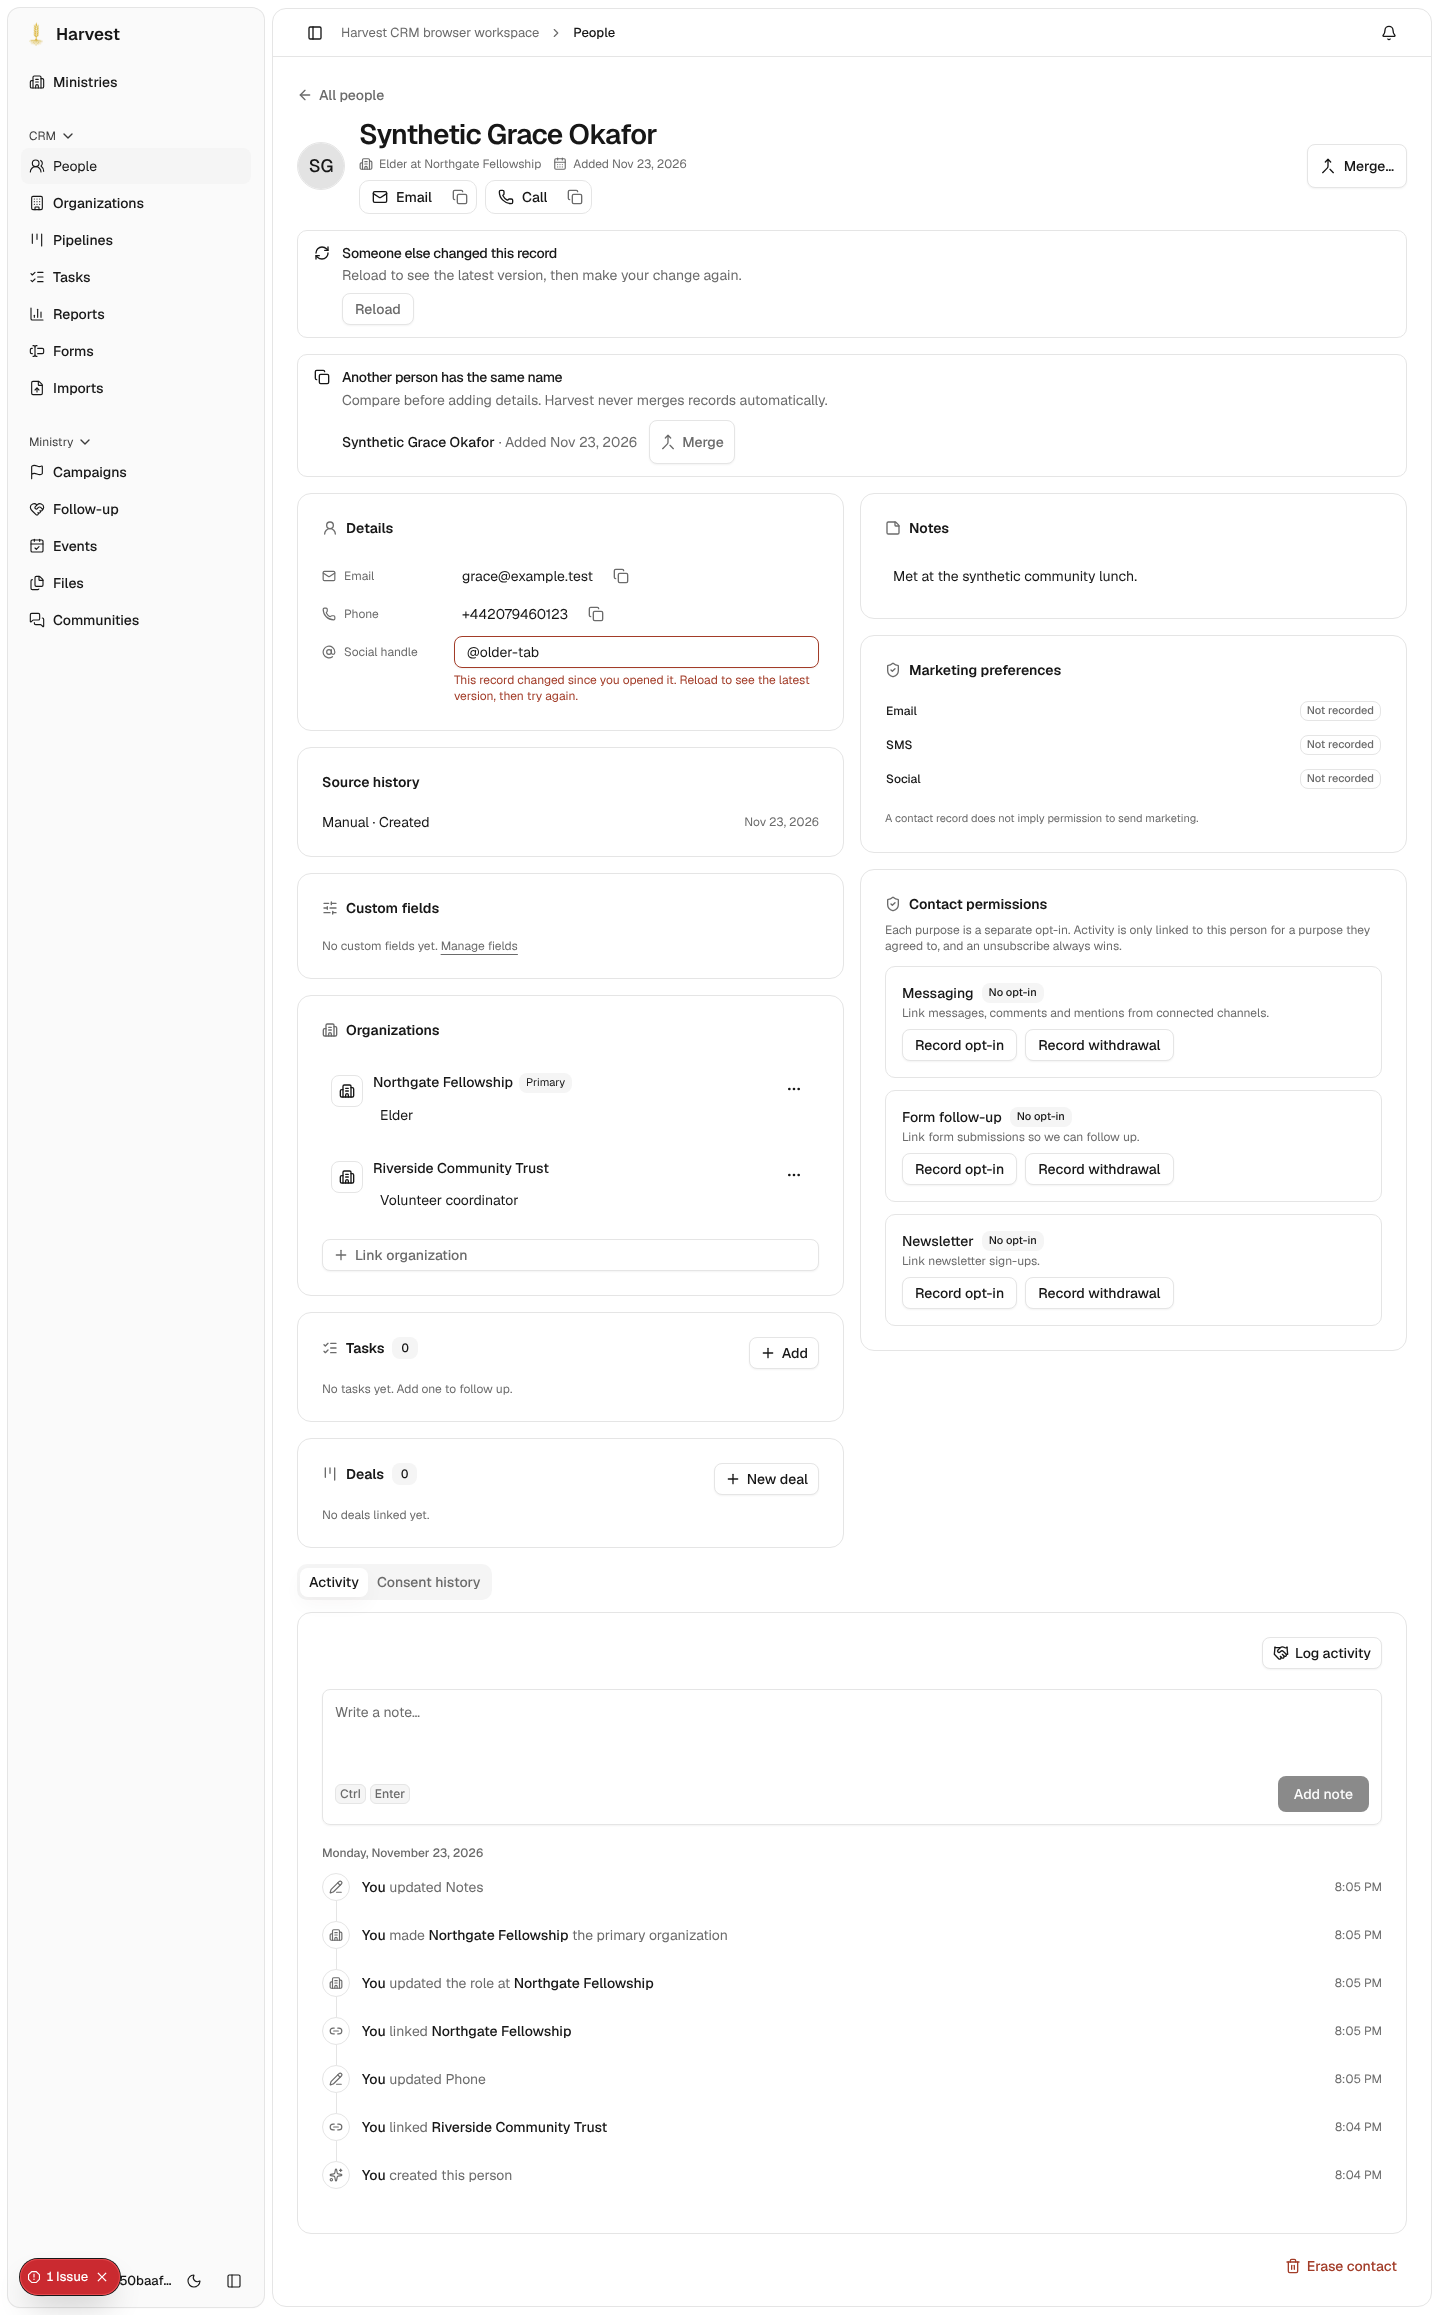 Harvest
Ministries
CRM
People
Organizations
Pipelines
Tasks
Reports
Forms
Imports
Ministry
Campaigns
Follow-up
Events
Files
Communities
1 Issue
50baaf…
Harvest CRM browser workspace
People
All people
SG
Synthetic Grace Okafor
Elder at Northgate Fellowship Added Nov 23, 2026
Email
Call
Merge…
Someone else changed this record
Reload to see the latest version, then make your change again.
Reload
Another person has the same name
Compare before adding details. Harvest never merges records automatically.
Synthetic Grace Okafor · Added Nov 23, 2026
Merge
Details
Email grace@example.test
Phone +442079460123
Social handle @older-tab
This record changed since you opened it. Reload to see the latest
version, then try again.
Source history
Manual · Created Nov 23, 2026
Custom fields
No custom fields yet. Manage fields
Organizations
Northgate Fellowship Primary
Elder
Riverside Community Trust
Volunteer coordinator
Link organization
Tasks 0
Add
No tasks yet. Add one to follow up.
Deals 0
New deal
No deals linked yet.
Notes
Met at the synthetic community lunch.
Marketing preferences
Email Not recorded
SMS Not recorded
Social Not recorded
A contact record does not imply permission to send marketing.
Contact permissions
Each purpose is a separate opt-in. Activity is only linked to this person for a purpose they
agreed to, and an unsubscribe always wins.
Messaging No opt-in
Link messages, comments and mentions from connected channels.
Record opt-in Record withdrawal
Form follow-up No opt-in
Link form submissions so we can follow up.
Record opt-in Record withdrawal
Newsletter No opt-in
Link newsletter sign-ups.
Record opt-in Record withdrawal
Activity Consent history
Log activity
Write a note…
Ctrl Enter
Add note
Monday, November 23, 2026
You updated Notes 8:05 PM
You made Northgate Fellowship the primary organization 8:05 PM
You updated the role at Northgate Fellowship 8:05 PM
You linked Northgate Fellowship 8:05 PM
You updated Phone 8:05 PM
You linked Riverside Community Trust 8:04 PM
You created this person 8:04 PM
Erase contact